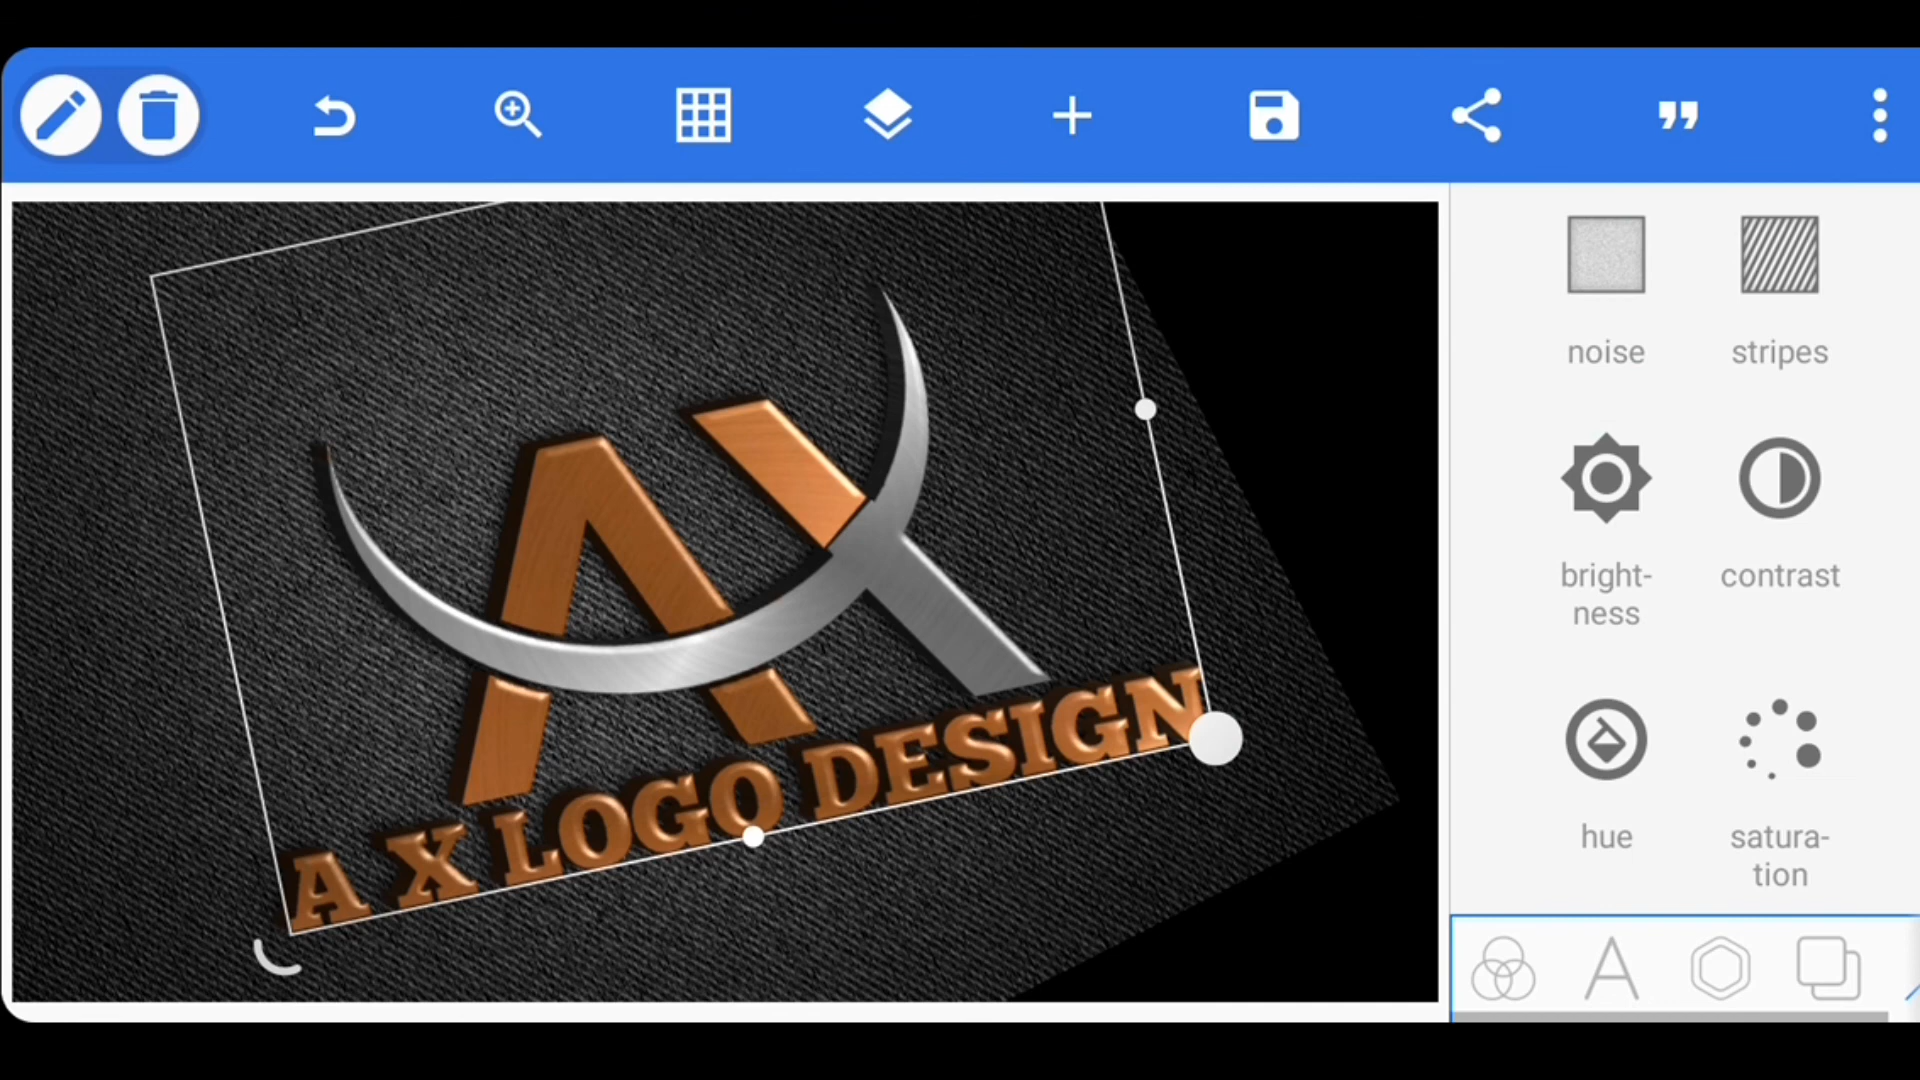 noise
stripes
bright-
ness
contrast
hue
satura-
tion
AX
A X LOGO DESIGN